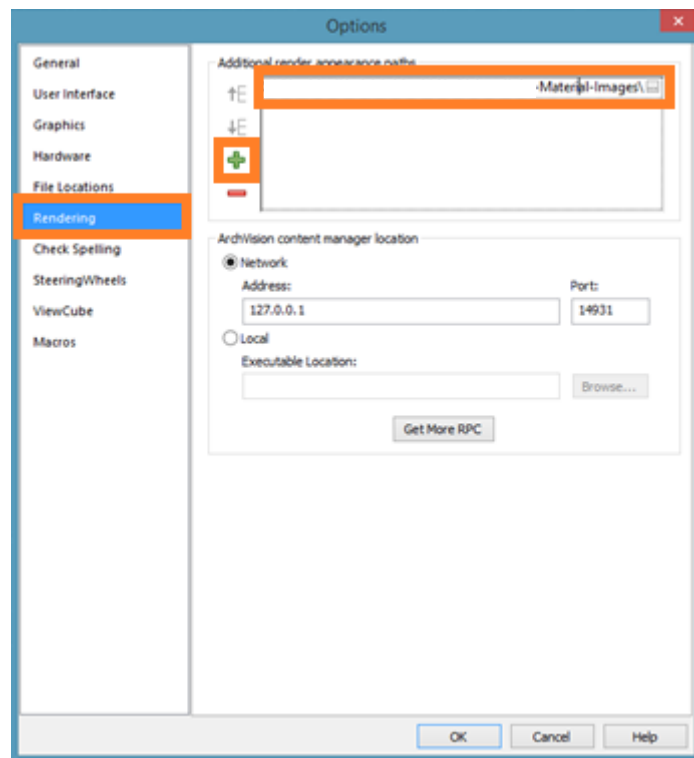 Options
General
User Interface
Graphics
Hardware
File Locations
Rendering
Check Spelling
SteeringWheels
ViewCube
Macros
Additional render appearance paths
-Material-Images\
ArchVision content manager location
Network
Address:
Port:
127.0.0.1
14931
Local
Executable Location:
Browse...
Get More RPC
OK
Cancel
Help